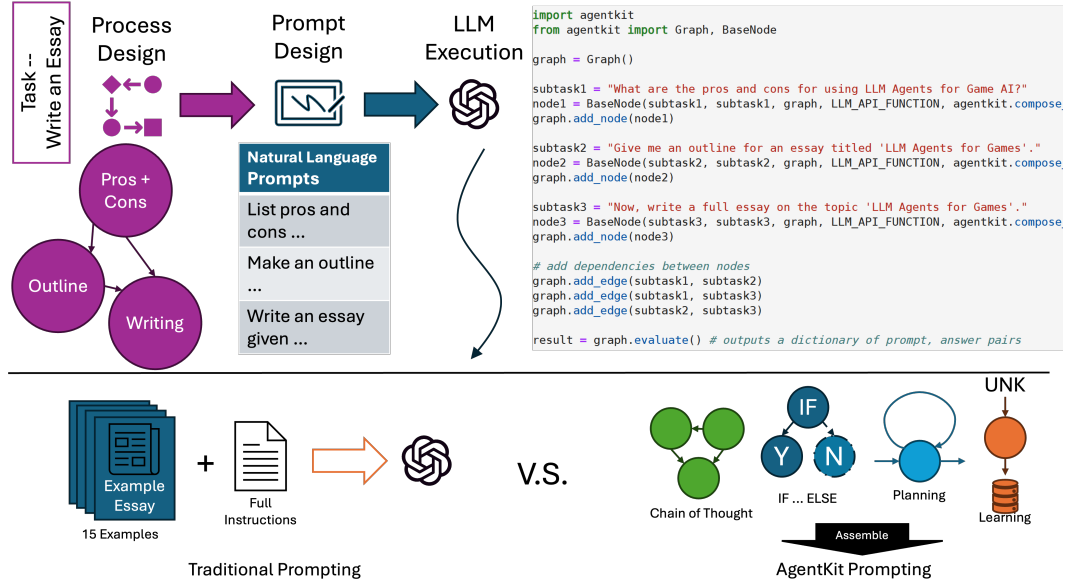 Task --
Write an Essay
Process
Design
Prompt
Design
LLM
Execution
Pros +
Cons
Outline
Writing
Natural Language
Prompts
List pros and
cons ...
Make an outline
...
Write an essay
given ...
import agentkit
from agentkit import Graph, BaseNode
graph = Graph()
subtask1 = "What are the pros and cons for using LLM Agents for Game AI?"
node1 = BaseNode(subtask1, subtask1, graph, LLM_API_FUNCTION, agentkit.compose_
graph.add_node(node1)
subtask2 = "Give me an outline for an essay titled 'LLM Agents for Games'."
node2 = BaseNode(subtask2, subtask2, graph, LLM_API_FUNCTION, agentkit.compose_
graph.add_node(node2)
subtask3 = "Now, write a full essay on the topic 'LLM Agents for Games'."
node3 = BaseNode(subtask3, subtask3, graph, LLM_API_FUNCTION, agentkit.compose_
graph.add_node(node3)
# add dependencies between nodes
graph.add_edge(subtask1, subtask2)
graph.add_edge(subtask1, subtask3)
graph.add_edge(subtask2, subtask3)
result = graph.evaluate() # outputs a dictionary of prompt, answer pairs
Example
Essay
15 Examples
+
Full
Instructions
Traditional Prompting
V.S.
Chain of Thought
IF
Y
N
IF ... ELSE
Planning
UNK
Learning
Assemble
AgentKit Prompting